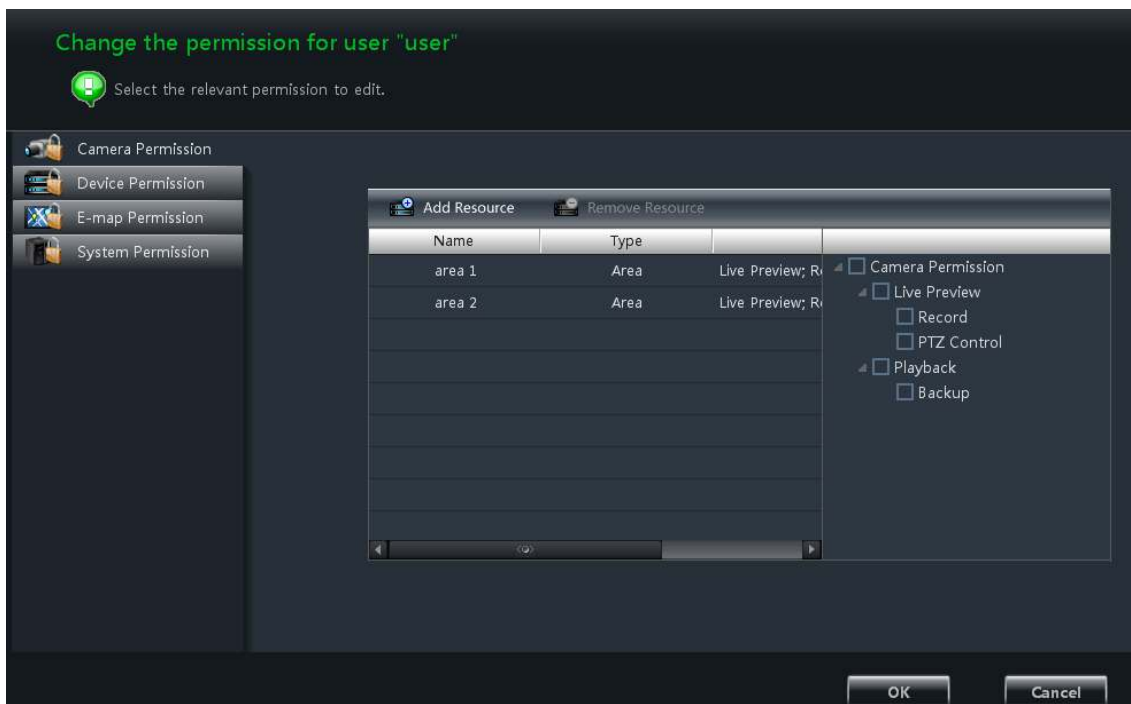 Change the permission for user "user"
Select the relevant permission to edit.
Camera Permission
Device Permission
E-map Permission
System Permission
Add Resource Remove Resource
Name Type
area 1 Area Live Preview;
area 2 Area Live Preview;
Camera Permission
Live Preview
Record
PTZ Control
Playback
Backup
OK Cancel